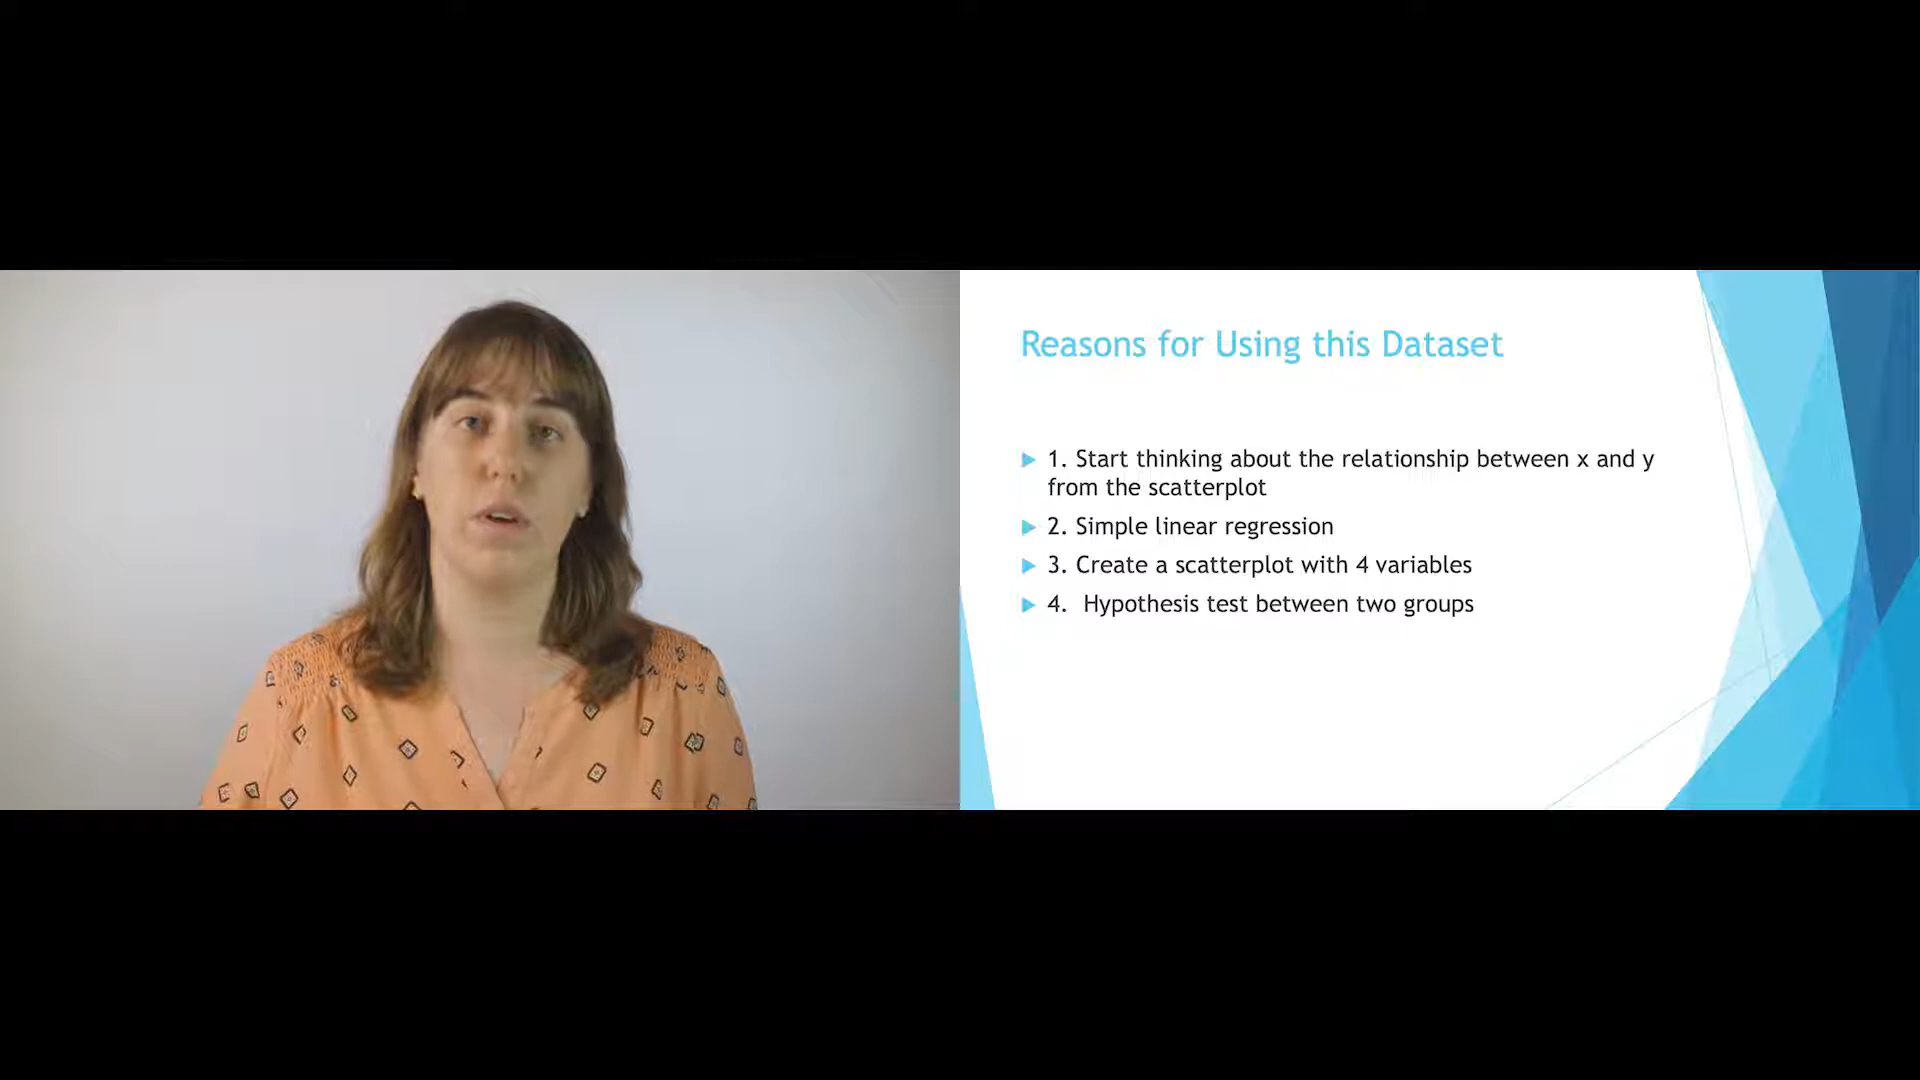 Reasons for Using this Dataset
1. Start thinking about the relationship between x and y
from the scatterplot
2. Simple linear regression
3. Create a scatterplot with 4 variables
4.  Hypothesis test between two groups